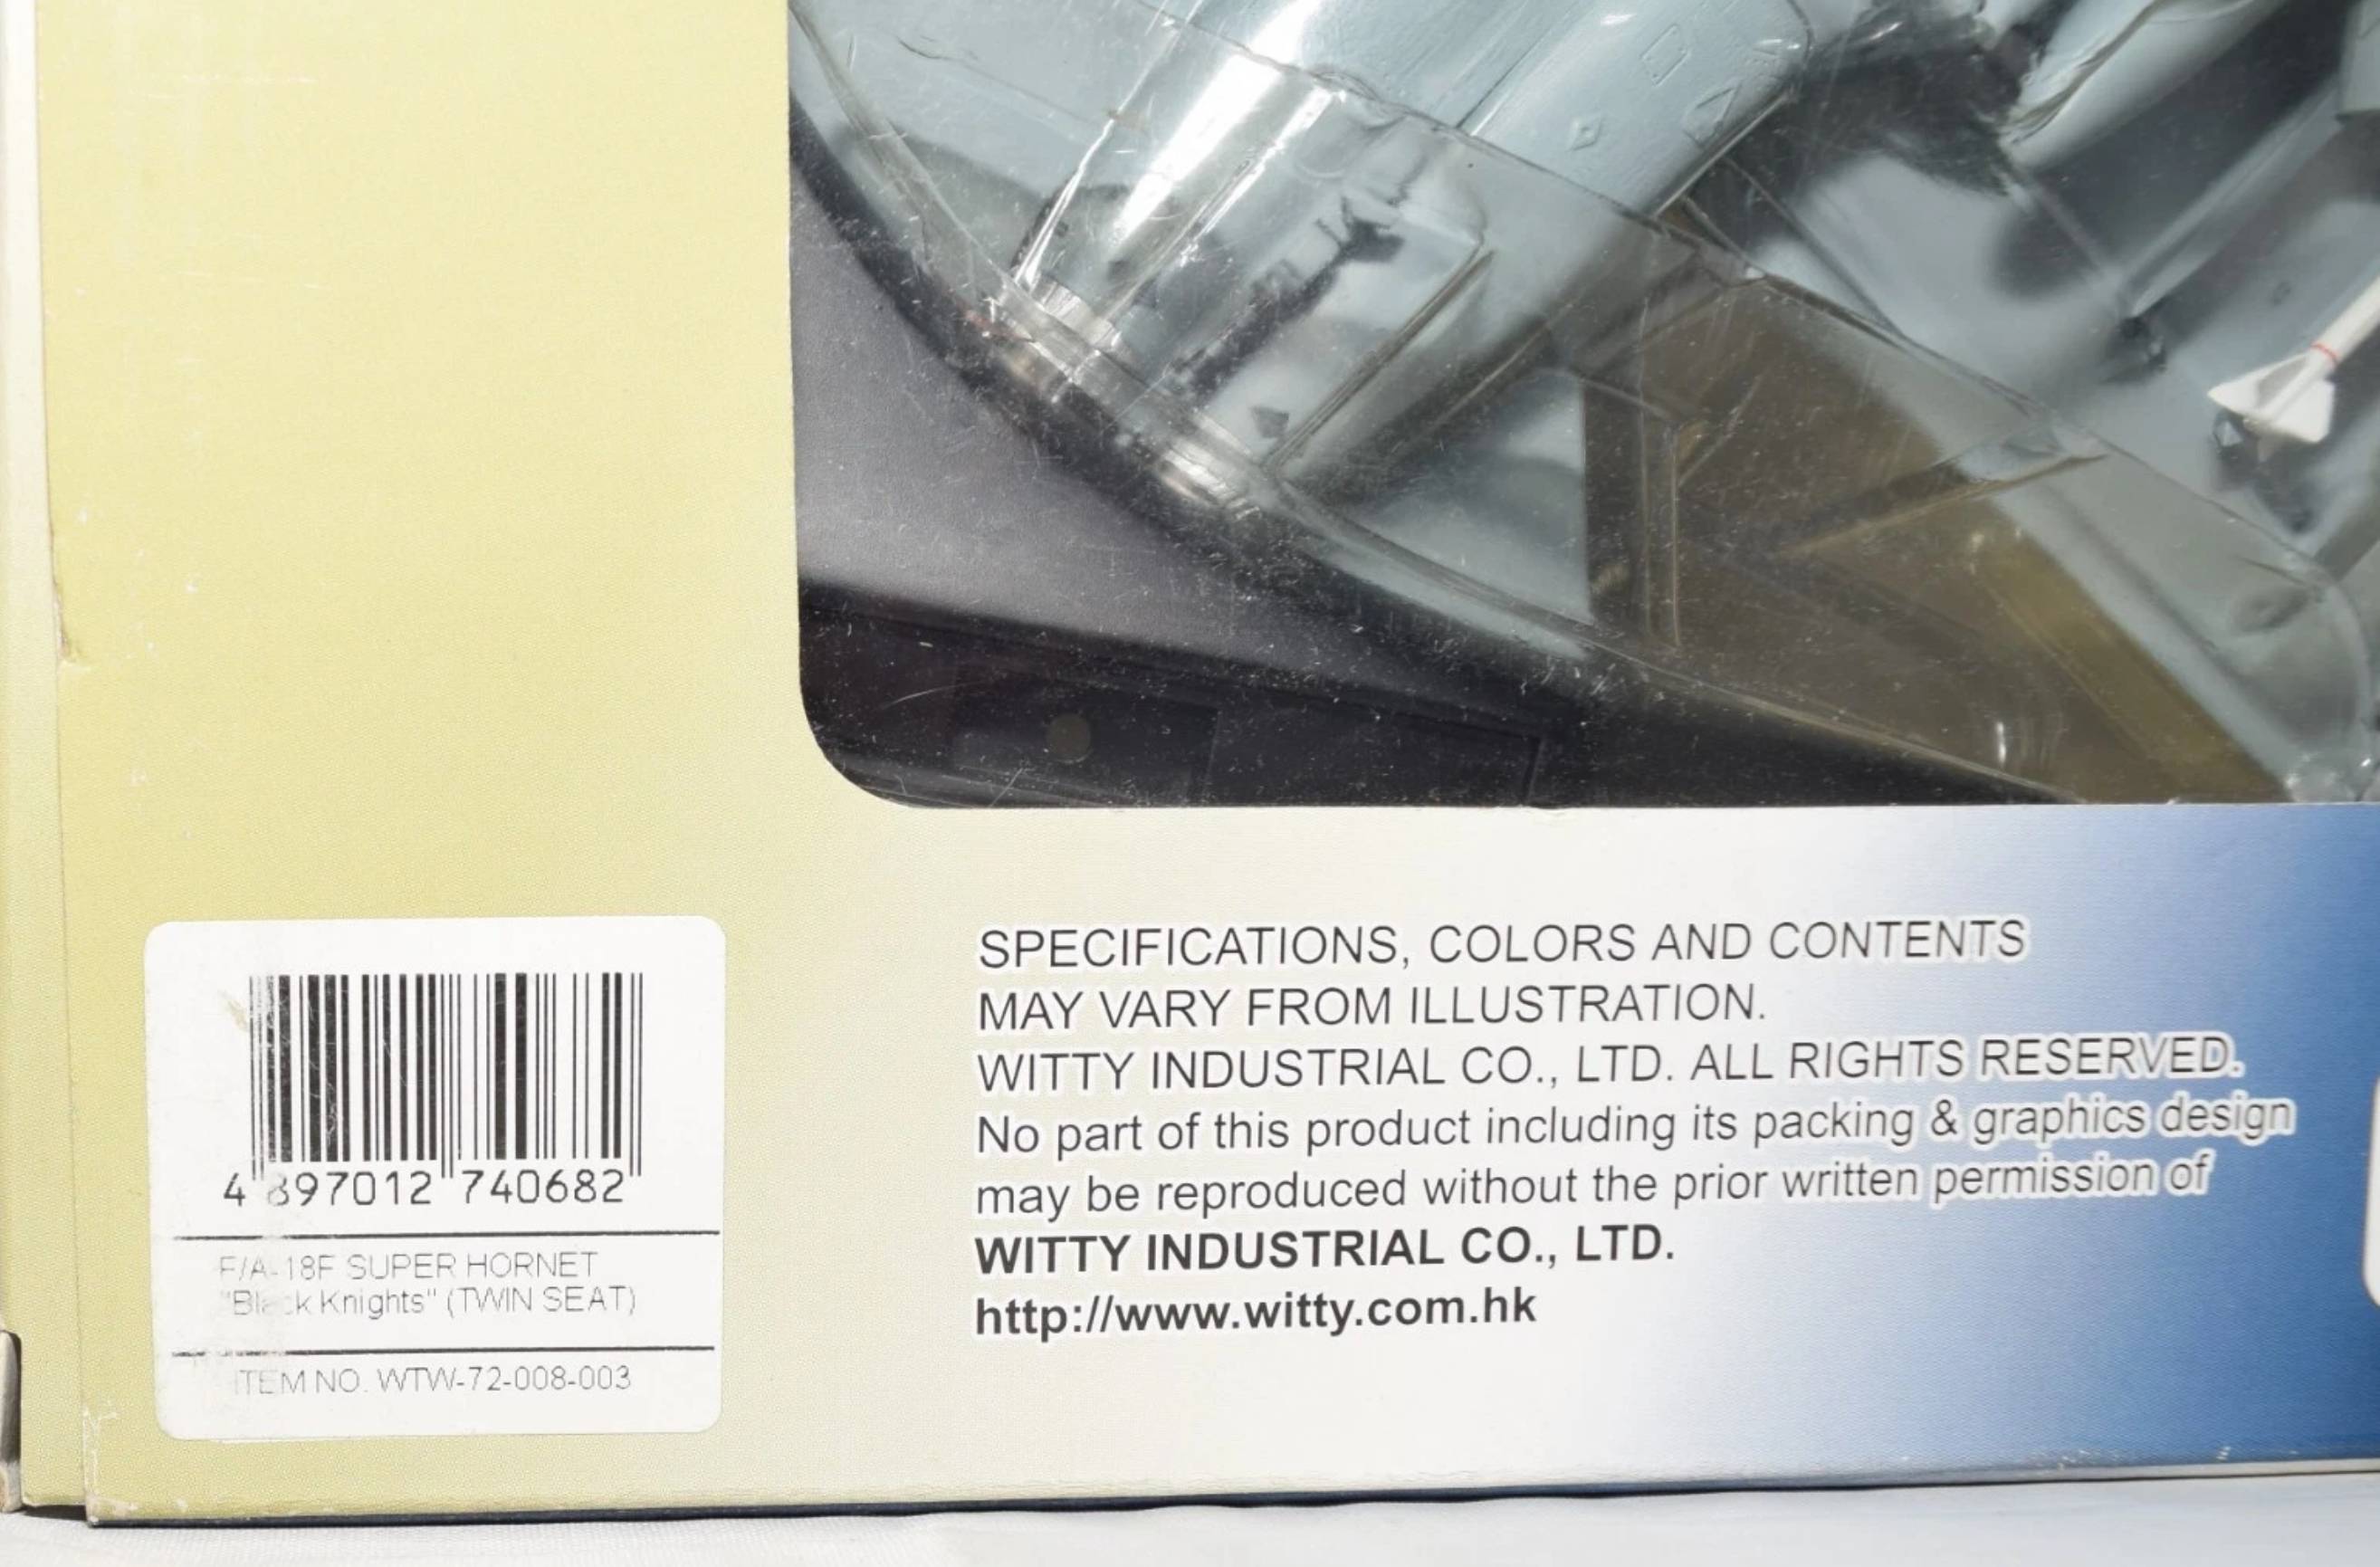 4 897012 740682
F/A-18F SUPER HORNET
"Black Knights" (TWIN SEAT)
ITEM NO. WTW-72-008-003
SPECIFICATIONS, COLORS AND CONTENTS
MAY VARY FROM ILLUSTRATION.
WITTY INDUSTRIAL CO., LTD. ALL RIGHTS RESERVED.
No part of this product including its packing & graphics design
may be reproduced without the prior written permission of
WITTY INDUSTRIAL CO., LTD.
http://www.witty.com.hk